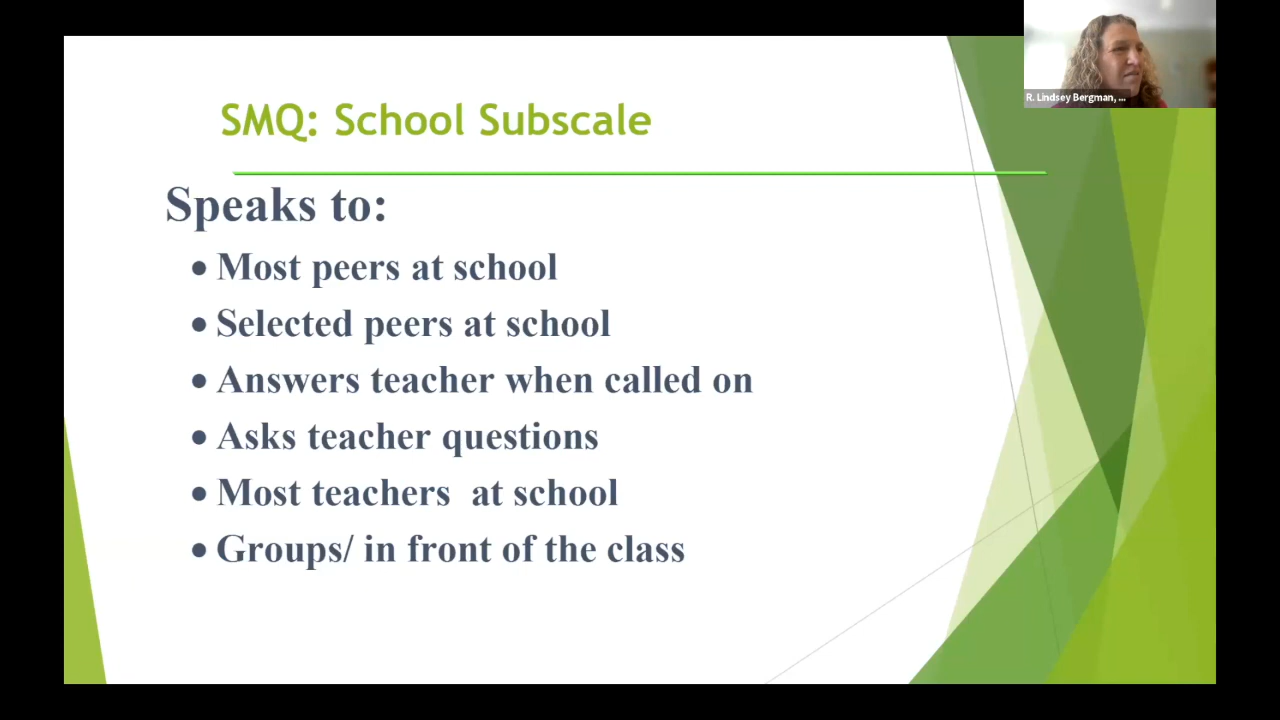 R. Lindsey Bergman, ...
SMQ: School Subscale
Speaks to:
• Most peers at school
• Selected peers at school
• Answers teacher when called on
• Asks teacher questions
• Most teachers  at school
• Groups/ in front of the class